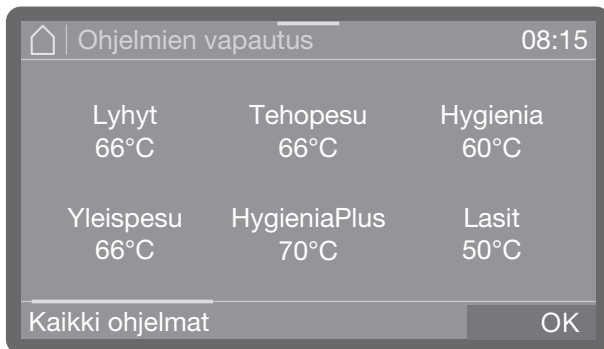 Ohjelmien vapautus 08:15
Lyhyt Tehopesu Hygienia
66°C 66°C 60°C
Yleispesu HygieniaPlus Lasit
66°C 70°C 50°C
Kaikki ohjelmat OK